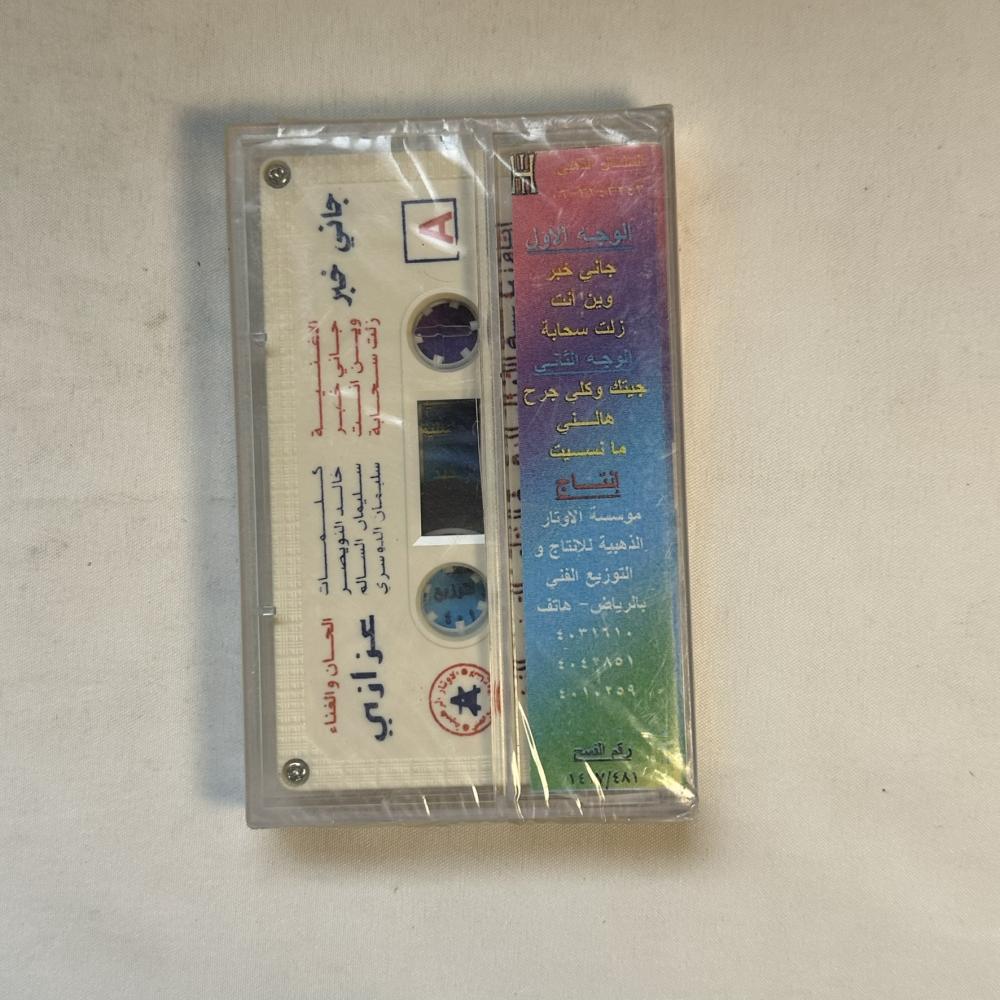 جاني خبر
A
الاغنية
جاني خبر
وين انت
زلت سحابة
كلمات
خالد النويصر
سليمان السالم
سليمان الدوسري
الحان والغناء
عزازي
الوجه الاول
جاني خبر
وين أنت
زلت سحابة
الوجه الثاني
جيتك وكلي جرح
هالني
ما نسيت
إنتاج
موسسة الاوتار
الذهبية للانتاج و
التوزيع الفني
بالرياض - هاتف
٤٠٣١٦١٠
٤٠٤٢٨٥١
٤٠١٠٢٥٩
رقم الفسح